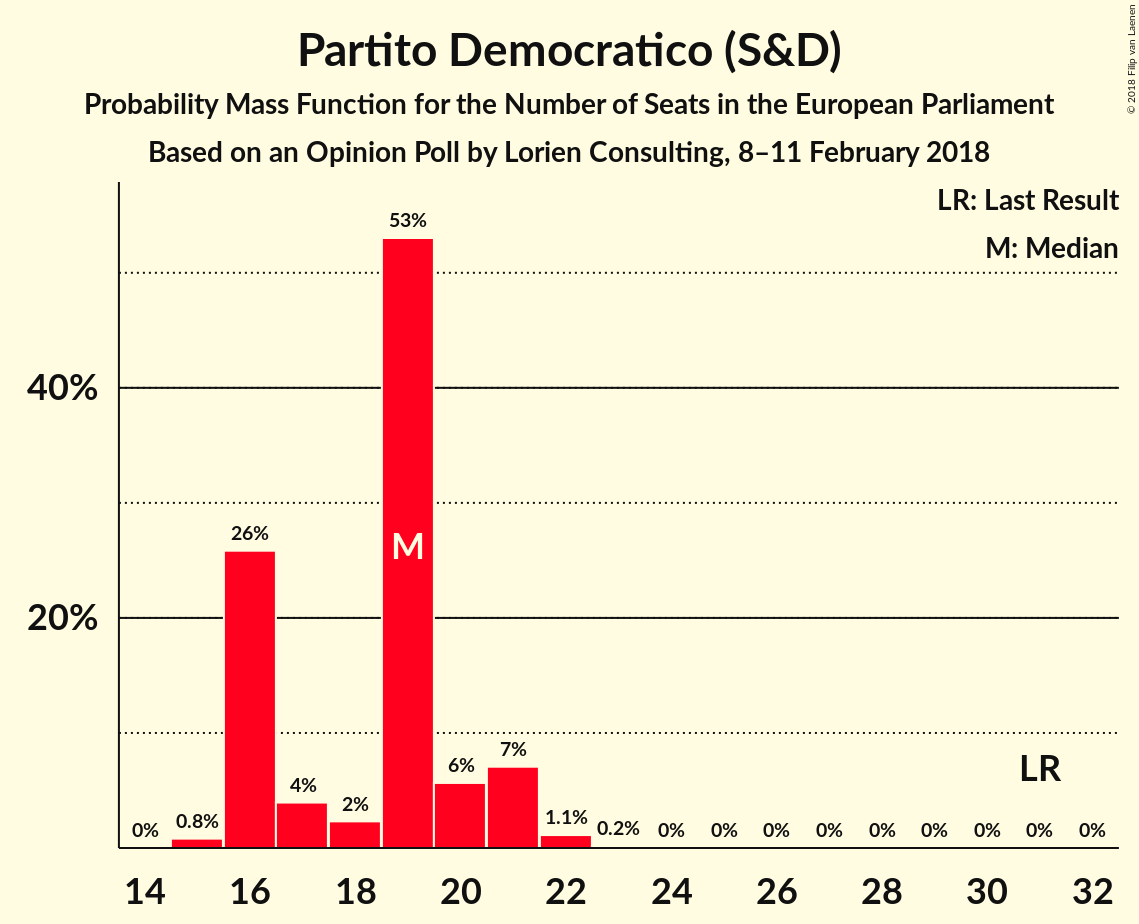 Partito Democratico (S&D)
Probability Mass Function for the Number of Seats in the European Parliament
Based on an Opinion Poll by Lorien Consulting, 8–11 February 2018
© 2018 Filip van Laenen
LR: Last Result
M: Median
53%
40%
26%
M
20%
7%
6%
4%
2%
1.1%
0.8%
0.2%
0%
0%
0%
0%
0%
0%
0%
0%
0%
0%
LR
14 16 18 20 22 24 26 28 30 32